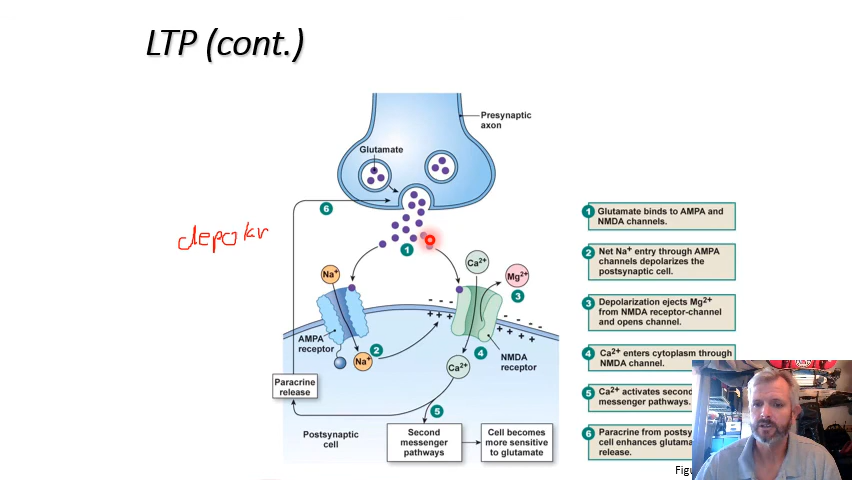 LTP (cont.)
Presynaptic
axon
Glutamate
6
1
Na⁺
Ca²⁺
Mg²⁺
3
- - -
- - - -
+++
+++
AMPA
receptor
Na⁺
2
4
NMDA
receptor
Ca²⁺
Paracrine
release
5
Postsynaptic
cell
Second
messenger
pathways
Cell becomes
more sensitive
to glutamate
1 Glutamate binds to AMPA and
NMDA channels.
2 Net Na⁺ entry through AMPA
channels depolarizes the
postsynaptic cell.
3 Depolarization ejects Mg²⁺
from NMDA receptor-channel
and opens channel.
4 Ca²⁺ enters cytoplasm through
NMDA channel.
5 Ca²⁺ activates second
messenger pathways.
6 Paracrine from postsy
cell enhances glutama
release.